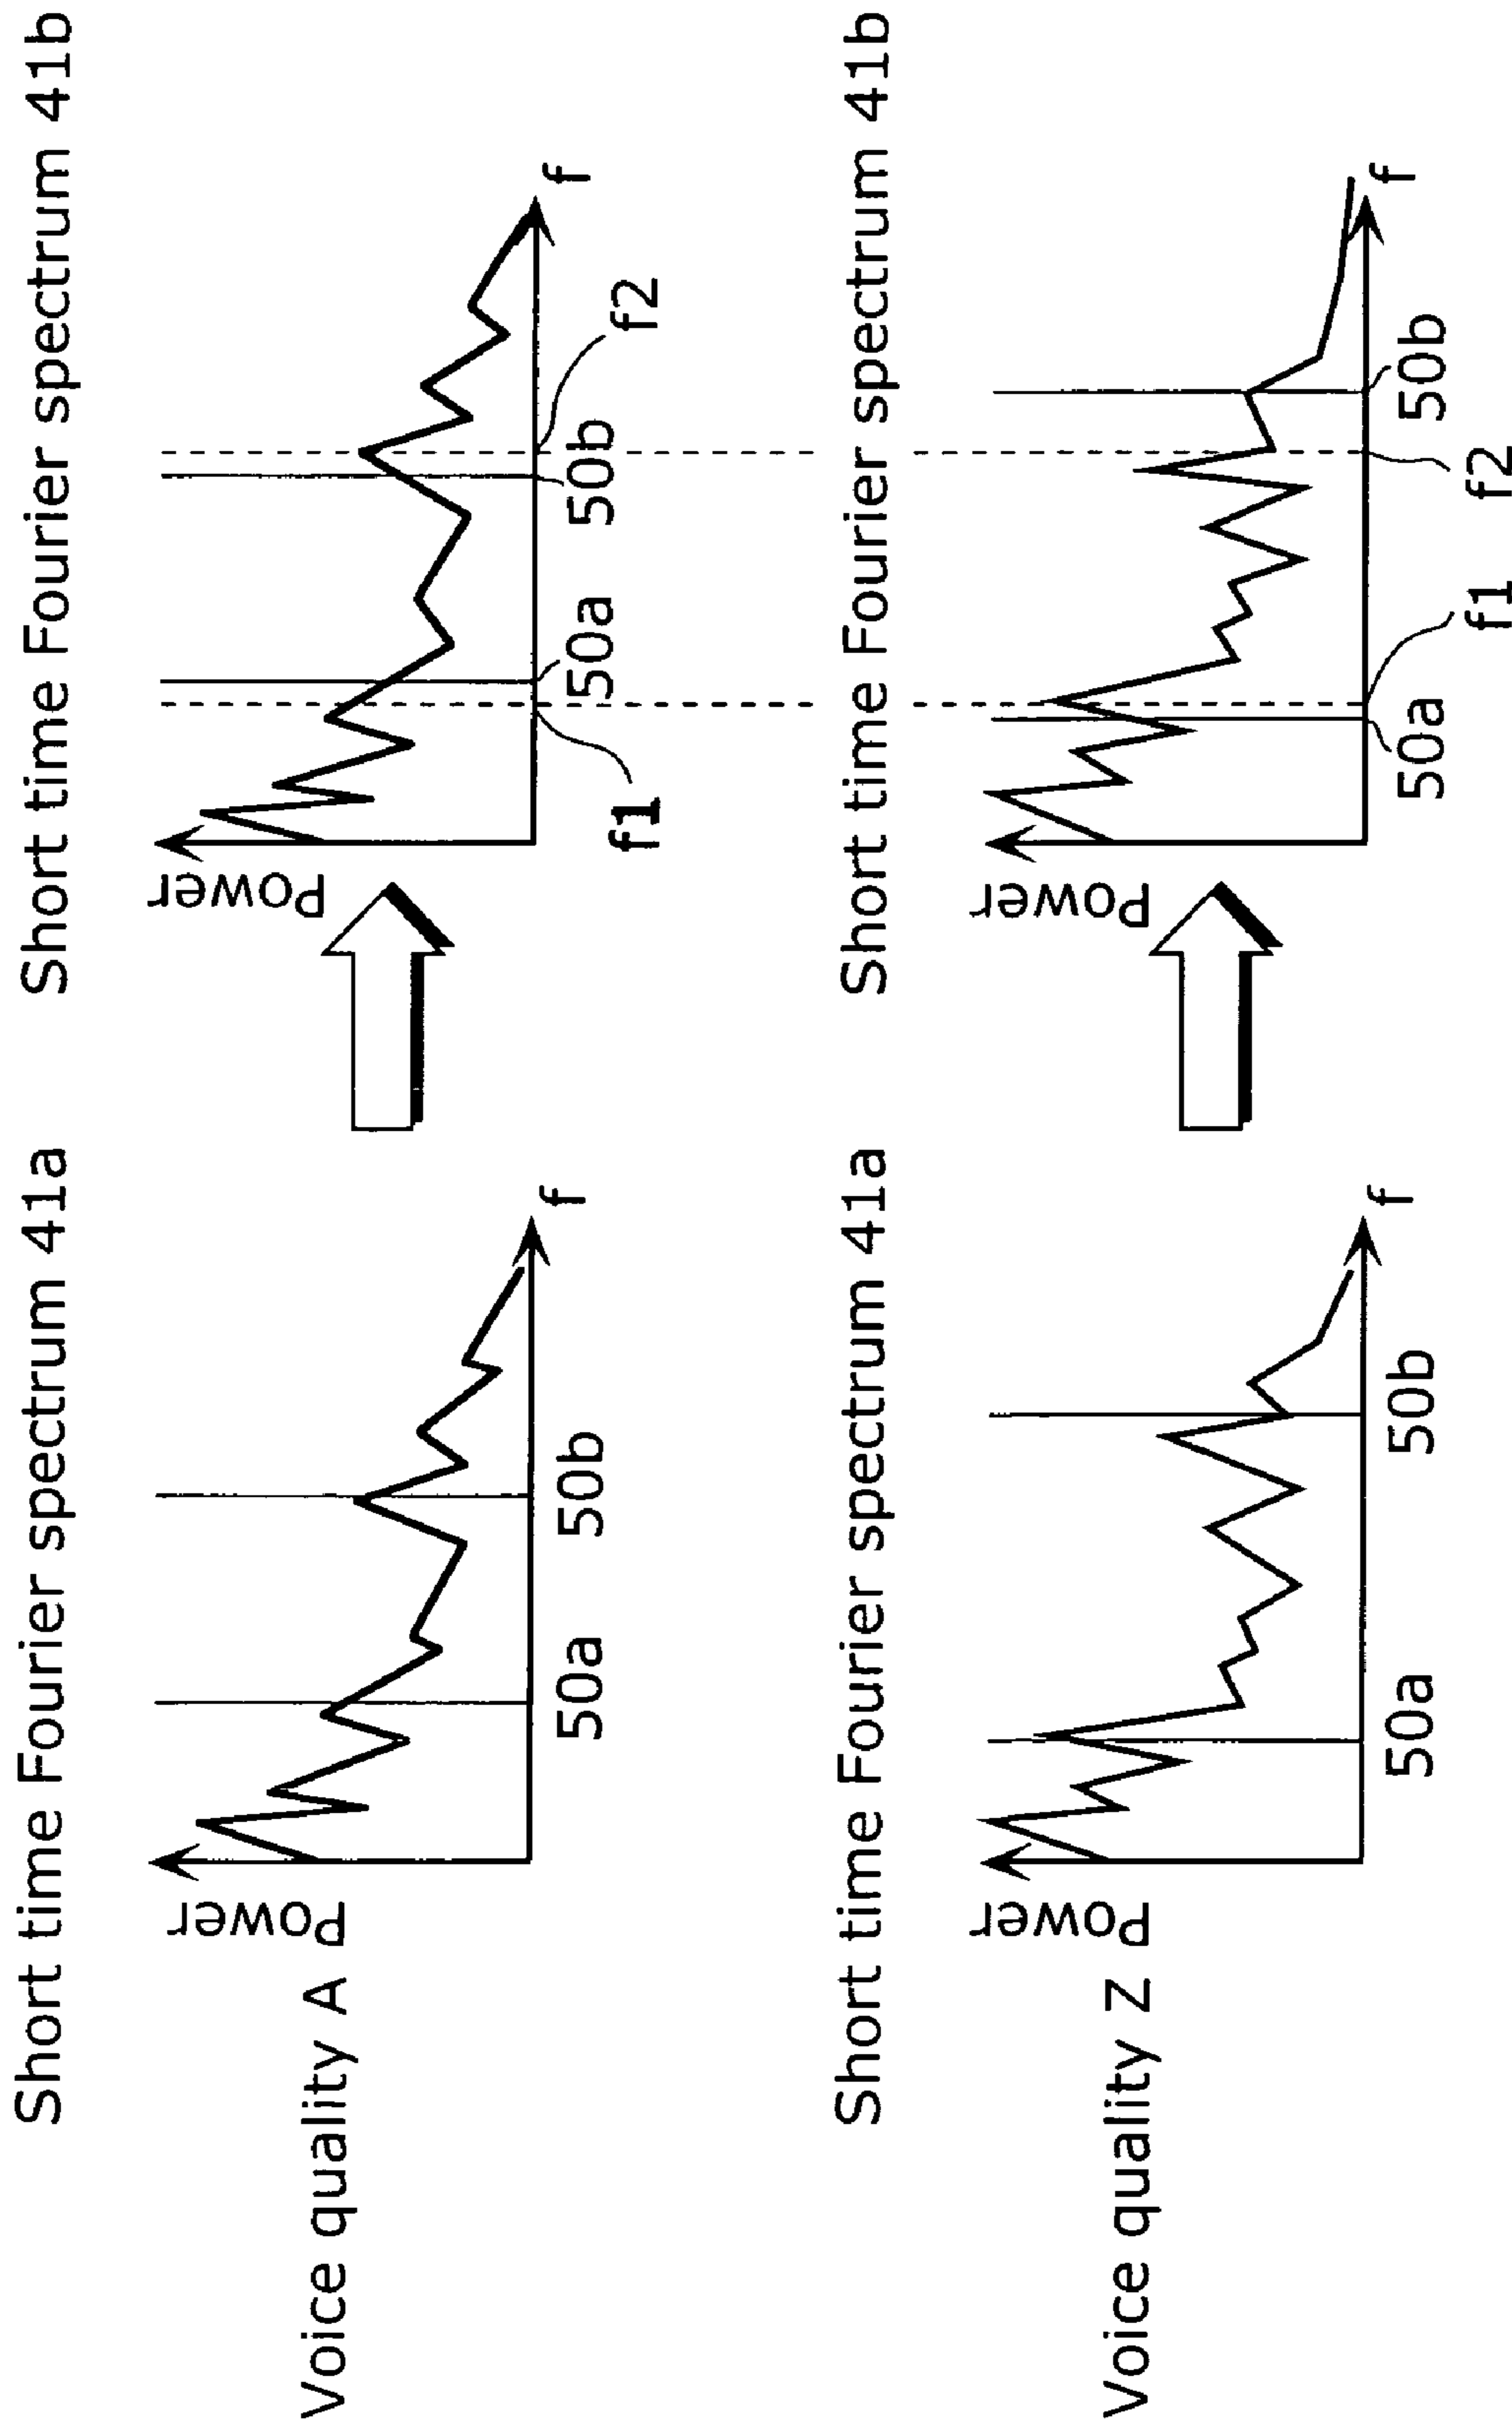 Short time Fourier spectrum 41a
Short time Fourier spectrum 41b
Voice quality A
Power
50a
50b
f
Power
f1
50a
50b
f2
f
Short time Fourier spectrum 41a
Short time Fourier spectrum 41b
Voice quality Z
Power
50a
50b
f
Power
50a
f1
f2
50b
f